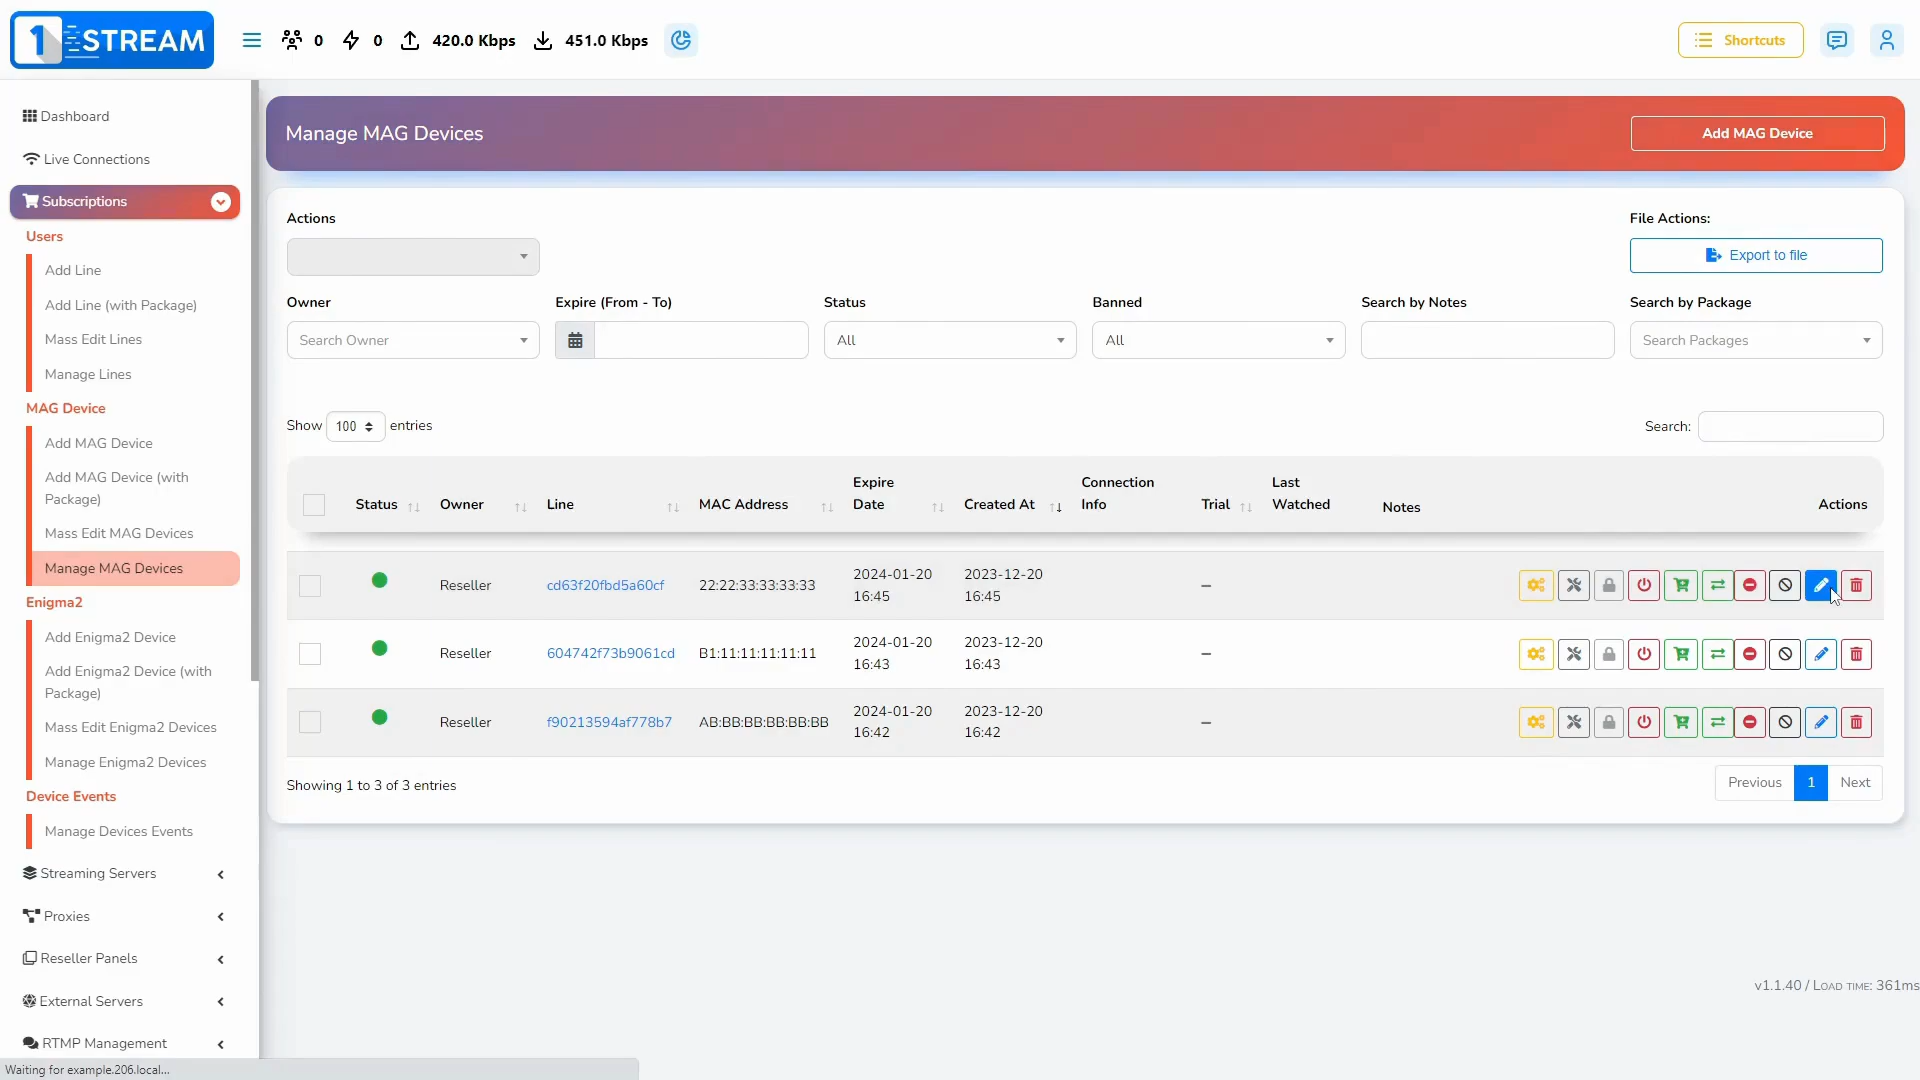 1 STREAM
0
0
420.0 Kbps
451.0 Kbps
Shortcuts
Dashboard
Live Connections
Subscriptions
Users
Add Line
Add Line (with Package)
Mass Edit Lines
Manage Lines
MAG Device
Add MAG Device
Add MAG Device (with
Package)
Mass Edit MAG Devices
Manage MAG Devices
Enigma2
Add Enigma2 Device
Add Enigma2 Device (with
Package)
Mass Edit Enigma2 Devices
Manage Enigma2 Devices
Device Events
Manage Devices Events
Streaming Servers
Proxies
Reseller Panels
External Servers
RTMP Management
Waiting for example.206.local...
Manage MAG Devices
Add MAG Device
Actions
File Actions:
Export to file
Owner
Expire (From - To)
Status
Banned
Search by Notes
Search by Package
Search Owner
All
All
Search Packages
Show 100 entries
Search:
Status
Owner
Line
MAC Address
Expire
Date
Created At
Connection
Info
Trial
Last
Watched
Notes
Actions
Reseller
cd63f20fbd5a60cf
22:22:33:33:33:33
2024-01-20
16:45
2023-12-20
16:45
–
Reseller
604742f73b9061cd
B1:11:11:11:11:11
2024-01-20
16:43
2023-12-20
16:43
–
Reseller
f90213594af778b7
AB:BB:BB:BB:BB:BB
2024-01-20
16:42
2023-12-20
16:42
–
Showing 1 to 3 of 3 entries
Previous
1
Next
v1.1.40 / LOAD TIME: 361ms